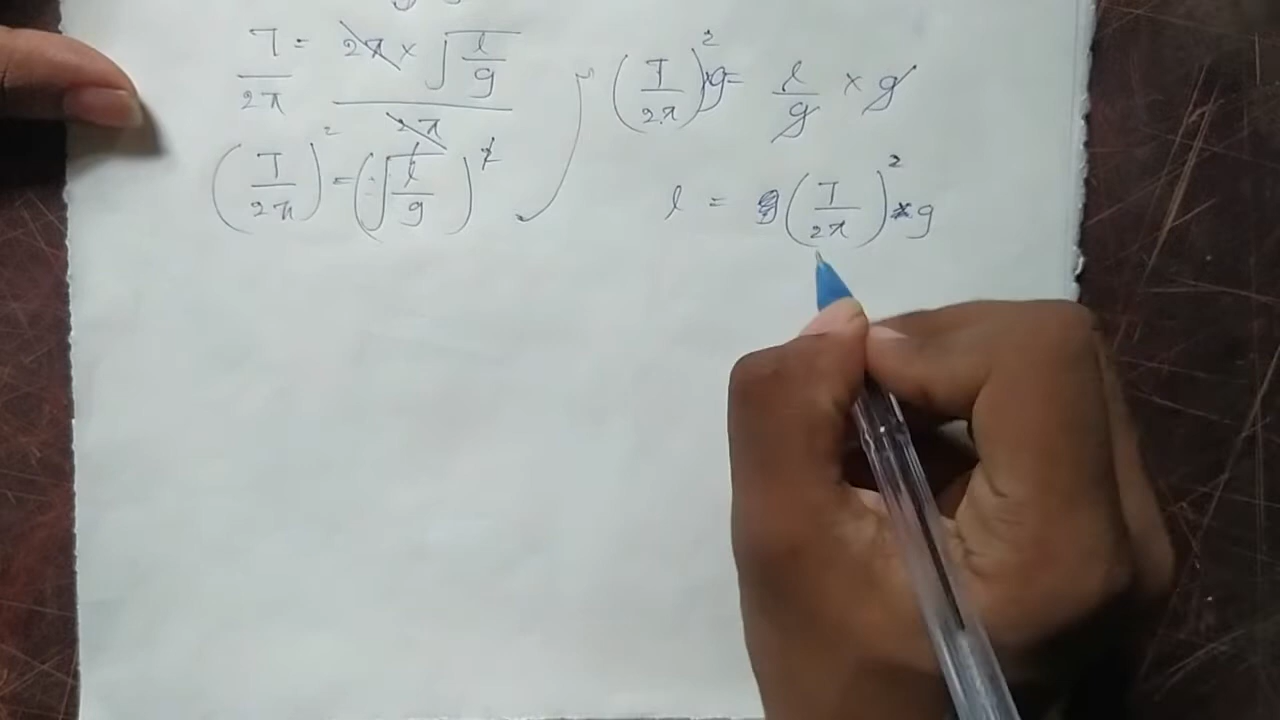 T/2π = 2π × √(l/g) / 2π
(T/2π)² = (√(l/g))²
(T/2π)² × g = l/g × g
l = (T/2π)² × g